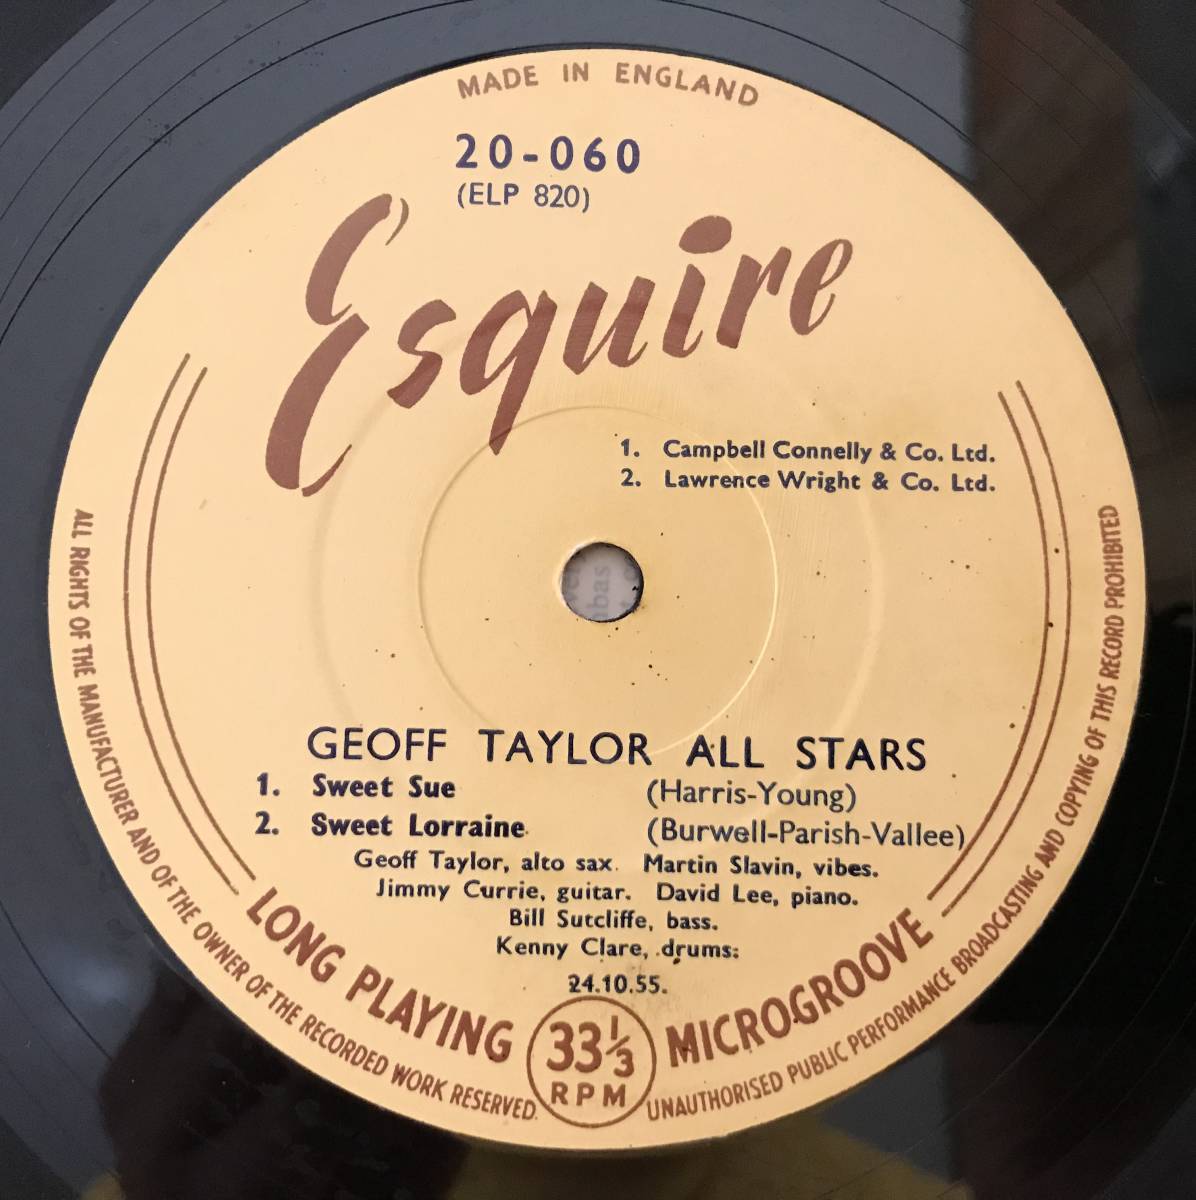 MADE IN ENGLAND
20-060
(ELP 820)
Esquire
1. Campbell Connelly & Co. Ltd.
2. Lawrence Wright & Co. Ltd.
GEOFF TAYLOR ALL STARS
1. Sweet Sue (Harris-Young)
2. Sweet Lorraine (Burwell-Parish-Vallee)
Geoff Taylor, alto sax. Martin Slavin, vibes.
Jimmy Currie, guitar. David Lee, piano.
Bill Sutcliffe, bass.
Kenny Clare, drums:
24.10.55.
LONG PLAYING 33⅓ RPM MICROGROOVE
ALL RIGHTS OF THE MANUFACTURER AND OF THE OWNER OF THE RECORDED WORK RESERVED. UNAUTHORISED PUBLIC PERFORMANCE BROADCASTING AND COPYING OF THIS RECORD PROHIBITED